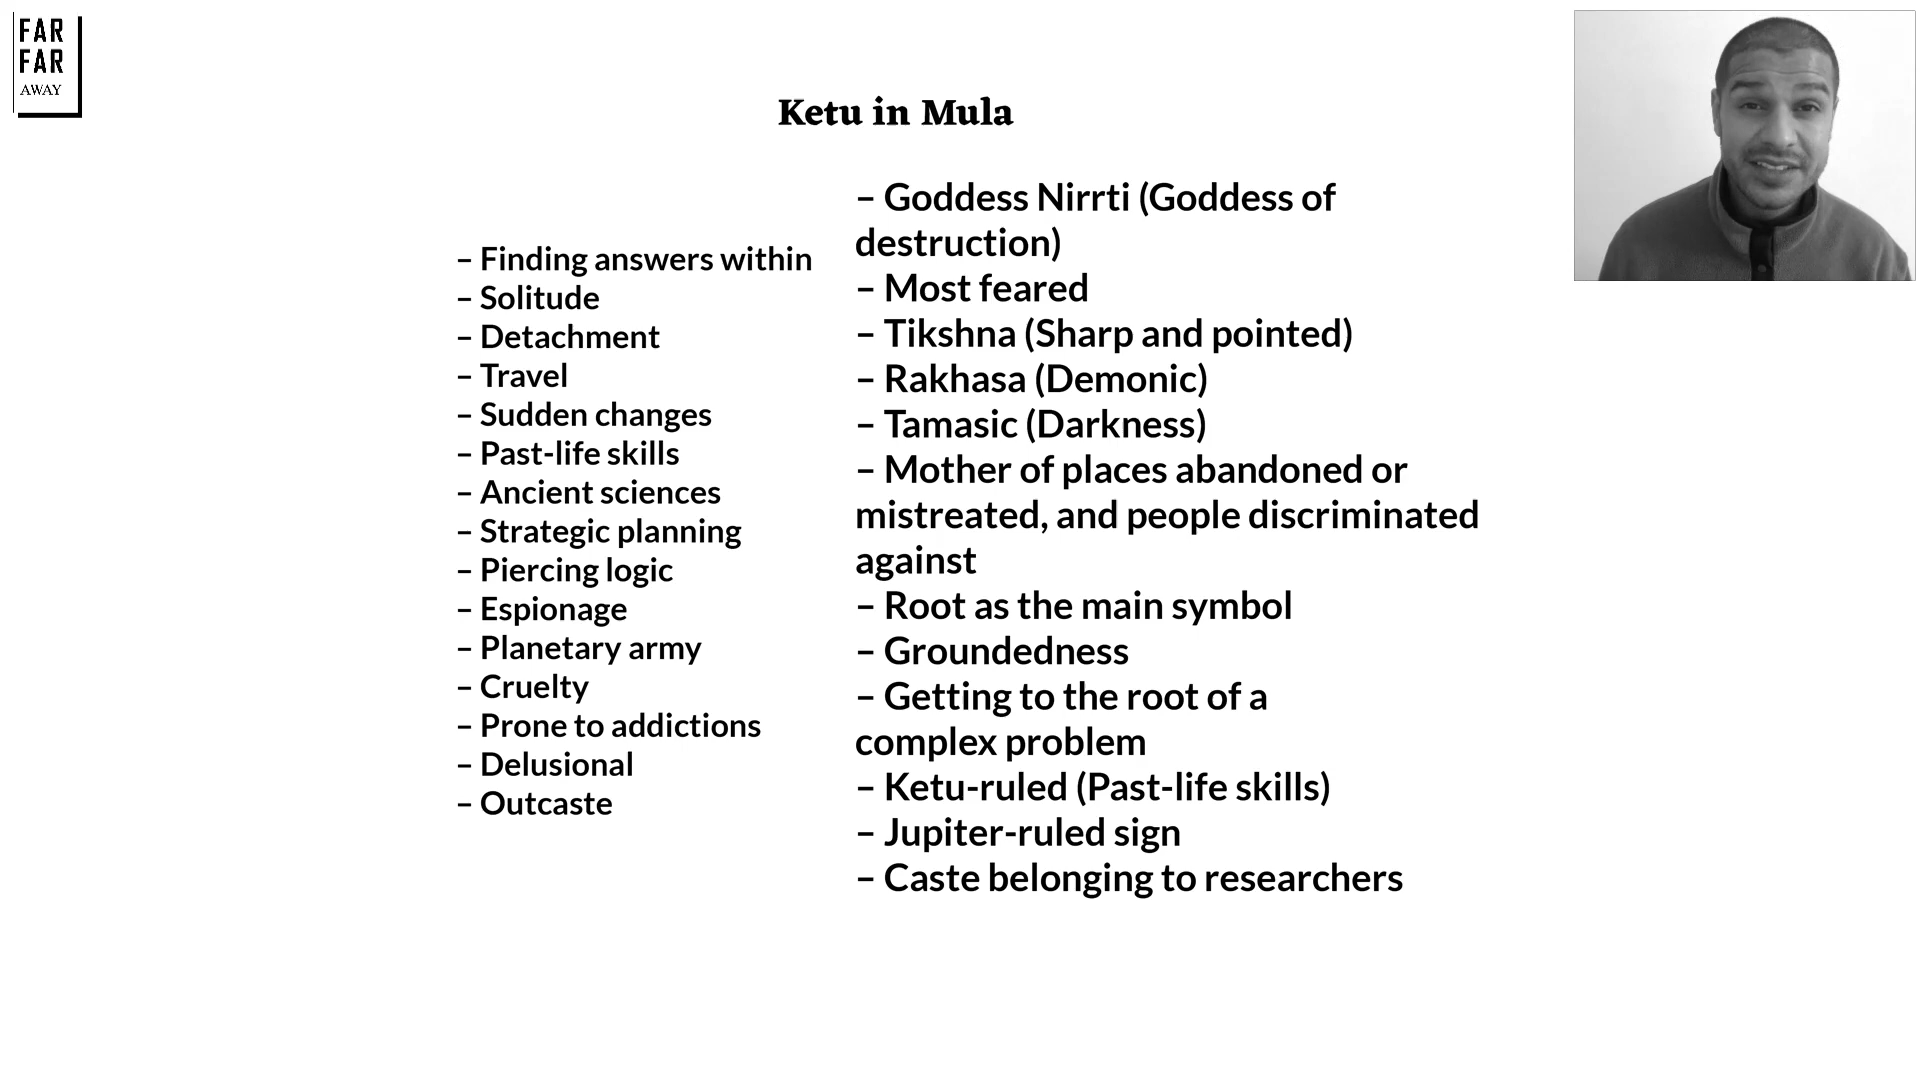 FAR
FAR
AWAY
Ketu in Mula
– Finding answers within
– Solitude
– Detachment
– Travel
– Sudden changes
– Past-life skills
– Ancient sciences
– Strategic planning
– Piercing logic
– Espionage
– Planetary army
– Cruelty
– Prone to addictions
– Delusional
– Outcaste
– Goddess Nirrti (Goddess of
destruction)
– Most feared
– Tikshna (Sharp and pointed)
– Rakhasa (Demonic)
– Tamasic (Darkness)
– Mother of places abandoned or
mistreated, and people discriminated
against
– Root as the main symbol
– Groundedness
– Getting to the root of a
complex problem
– Ketu-ruled (Past-life skills)
– Jupiter-ruled sign
– Caste belonging to researchers